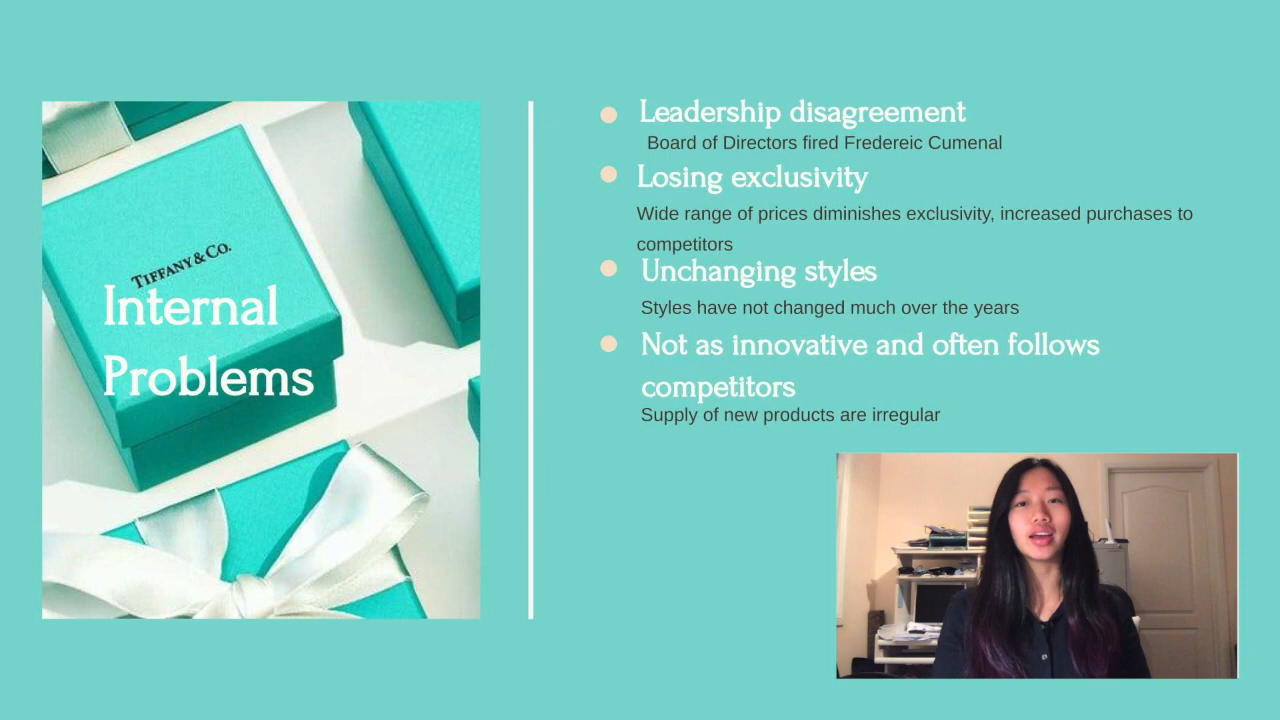 TIFFANY & CO.
Internal
Problems
Leadership disagreement
Board of Directors fired Fredereic Cumenal
Losing exclusivity
Wide range of prices diminishes exclusivity, increased purchases to
competitors
Unchanging styles
Styles have not changed much over the years
Not as innovative and often follows
competitors
Supply of new products are irregular